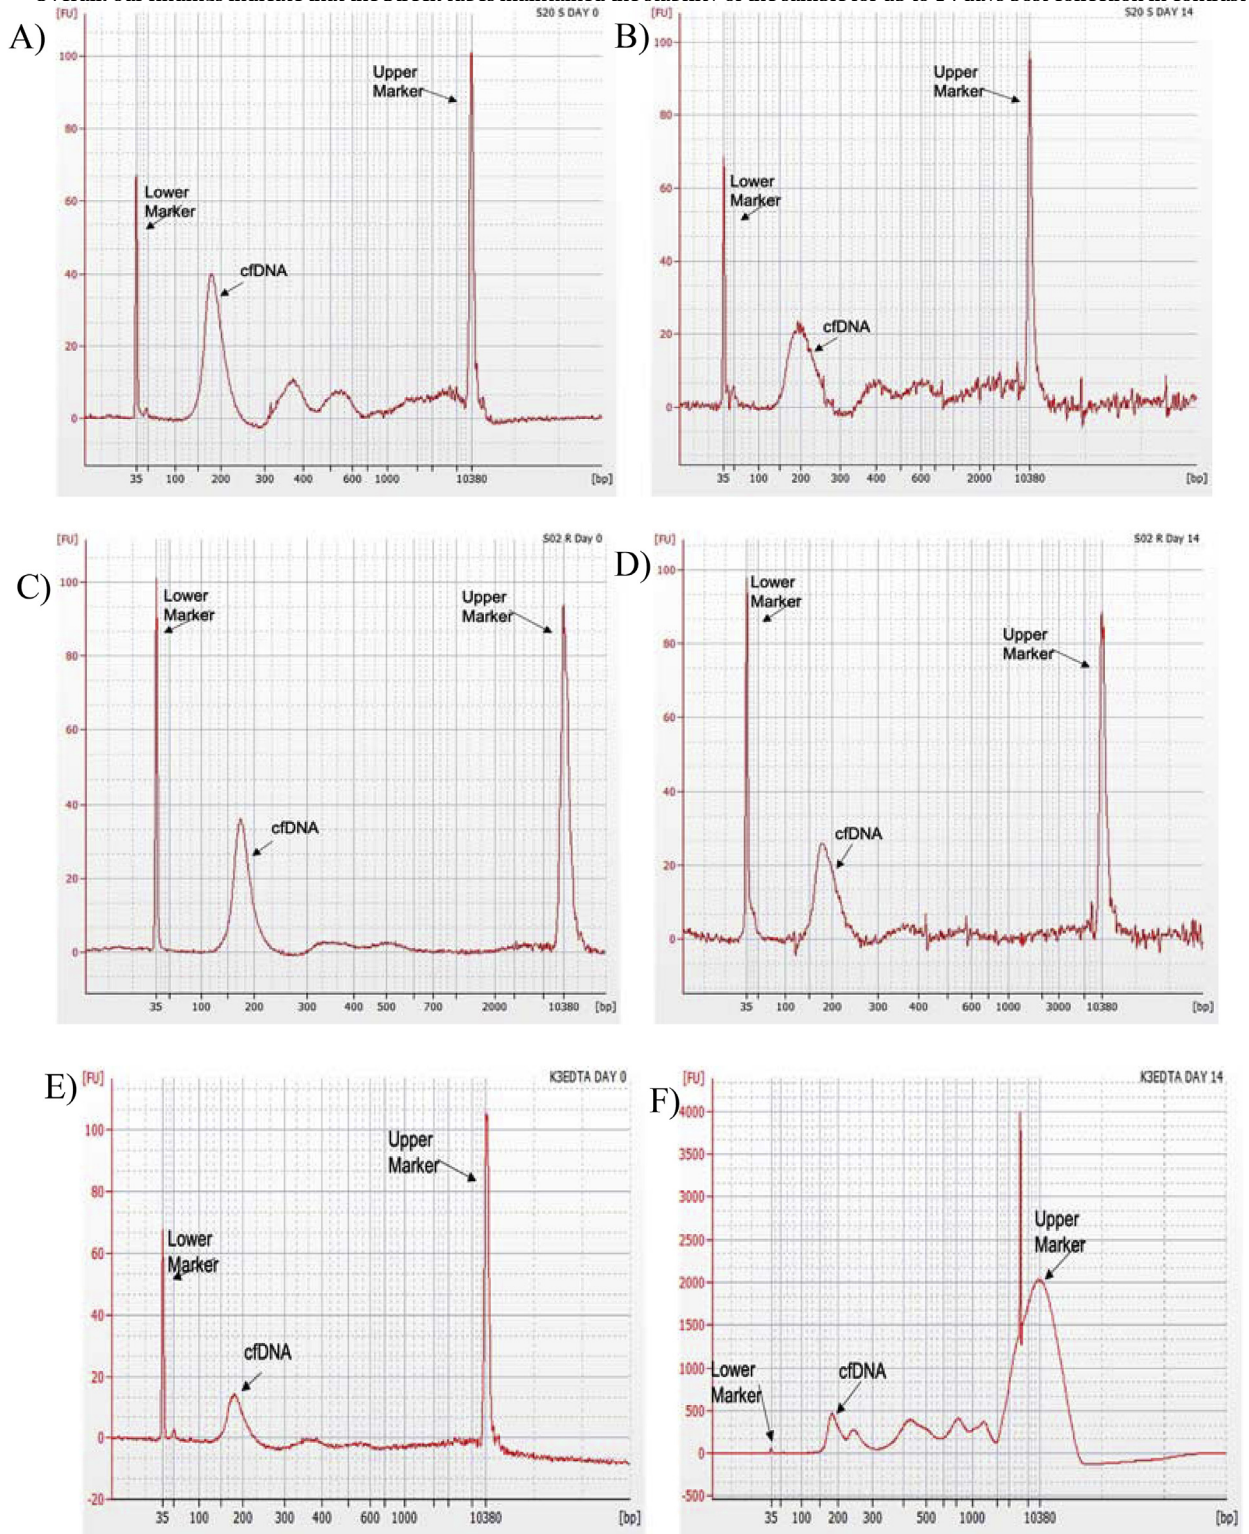 A)
[FU]
S20 S DAY 0
100
80
60
40
20
0
Lower
Marker
cfDNA
Upper
Marker
35 100 200 300 400 600 1000 10380 [bp]
B)
[FU]
S20 S DAY 14
100
80
60
40
20
0
Lower
Marker
cfDNA
Upper
Marker
35 100 200 300 400 600 2000 10380 [bp]
C)
[FU]
S02 R Day 0
100
80
60
40
20
0
Lower
Marker
cfDNA
Upper
Marker
35 100 200 300 400 500 700 2000 10380 [bp]
D)
[FU]
S02 R Day 14
100
80
60
40
20
0
Lower
Marker
cfDNA
Upper
Marker
35 100 200 300 400 600 1000 3000 10380 [bp]
E)
[FU]
K3EDTA DAY 0
100
80
60
40
20
0
-20
Lower
Marker
cfDNA
Upper
Marker
35 100 200 300 400 600 1000 10380 [bp]
F)
[FU]
K3EDTA DAY 14
4000
3500
3000
2500
2000
1500
1000
500
0
-500
Lower
Marker
cfDNA
Upper
Marker
35 100 200 300 500 1000 10380 [bp]